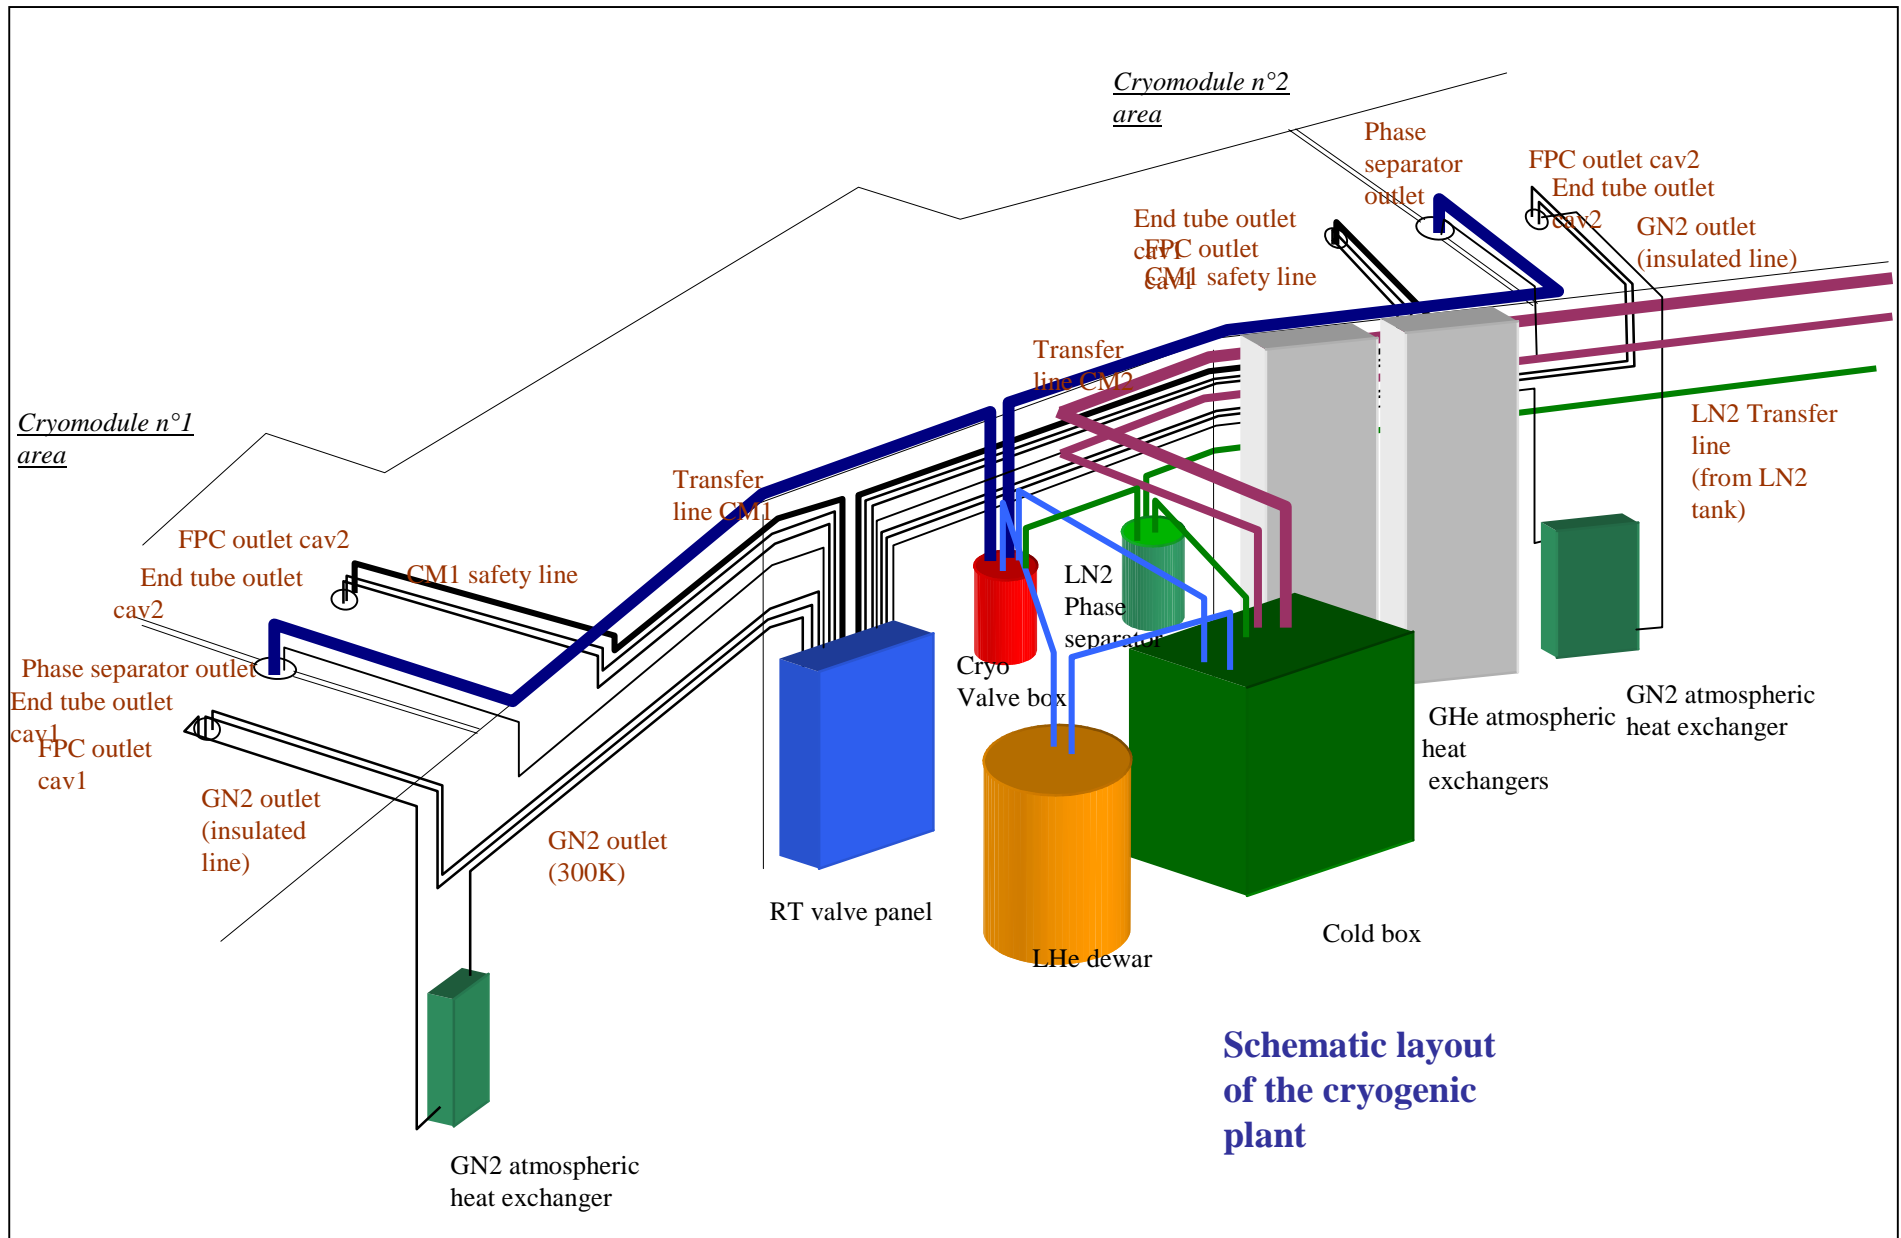 Cryomodule n°2
area
Phase
separator
outlet
FPC outlet cav2
End tube outlet
cav2
GN2 outlet
(insulated line)
End tube outlet
cav1
FPC outlet
cav1
CM1 safety line
Transfer
line CM2
LN2 Transfer
line
(from LN2
tank)
Cryomodule n°1
area
Transfer
line CM1
FPC outlet cav2
End tube outlet
cav2
CM1 safety line
Phase separator outlet
End tube outlet
cav1
FPC outlet
cav1
GN2 outlet
(insulated
line)
GN2 outlet
(300K)
LN2
Phase
separator
Cryo
Valve box
GHe atmospheric
heat
exchangers
GN2 atmospheric
heat exchanger
RT valve panel
LHe dewar
Cold box
Schematic layout
of the cryogenic
plant
GN2 atmospheric
heat exchanger